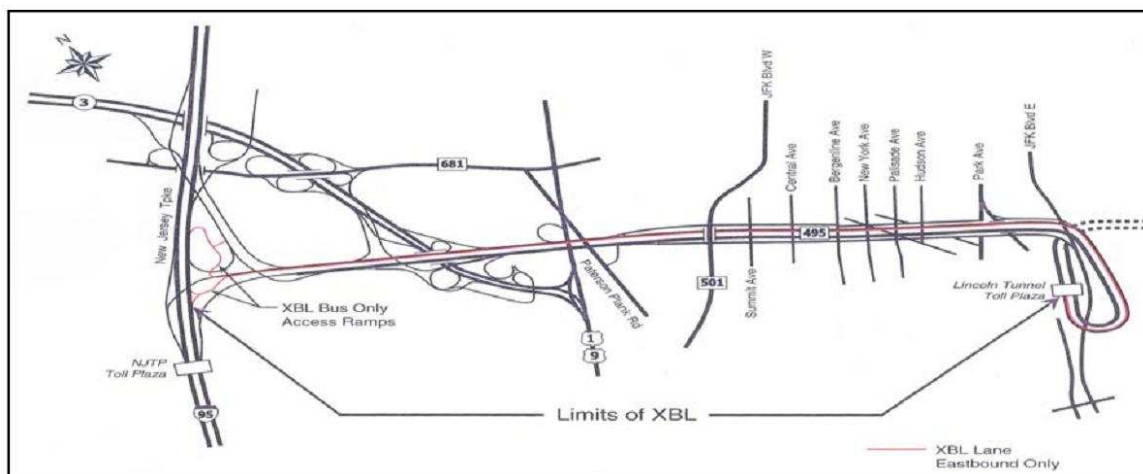 N
3
New Jersey Tpke
681
JFK Blvd W
Central Ave
Bergenline Ave
New York Ave
Palisade Ave
Hudson Ave
Park Ave
JFK Blvd E
495
XBL Bus Only
Access Ramps
Paterson Plank Rd
501
Summit Ave
Lincoln Tunnel
Toll Plaza
NJTP
Toll Plaza
1
9
95
Limits of XBL
XBL Lane
Eastbound Only